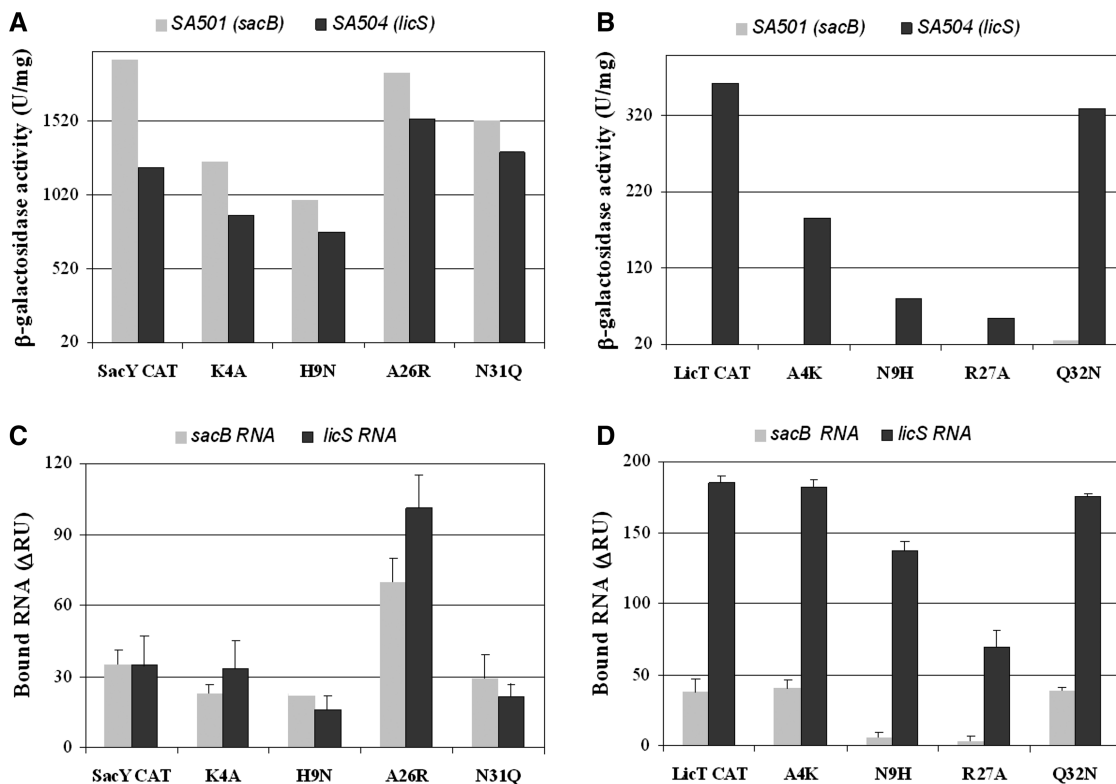 A
SA501 (sacB) SA504 (licS)
β-galactosidase activity (U/mg)
1520
1020
520
20
SacY CAT K4A H9N A26R N31Q
B
SA501 (sacB) SA504 (licS)
β-galactosidase activity (U/mg)
320
220
120
20
LicT CAT A4K N9H R27A Q32N
C
sacB RNA licS RNA
Bound RNA (ΔRU)
120
90
60
30
0
SacY CAT K4A H9N A26R N31Q
D
sacB RNA licS RNA
Bound RNA (ΔRU)
200
150
100
50
0
LicT CAT A4K N9H R27A Q32N